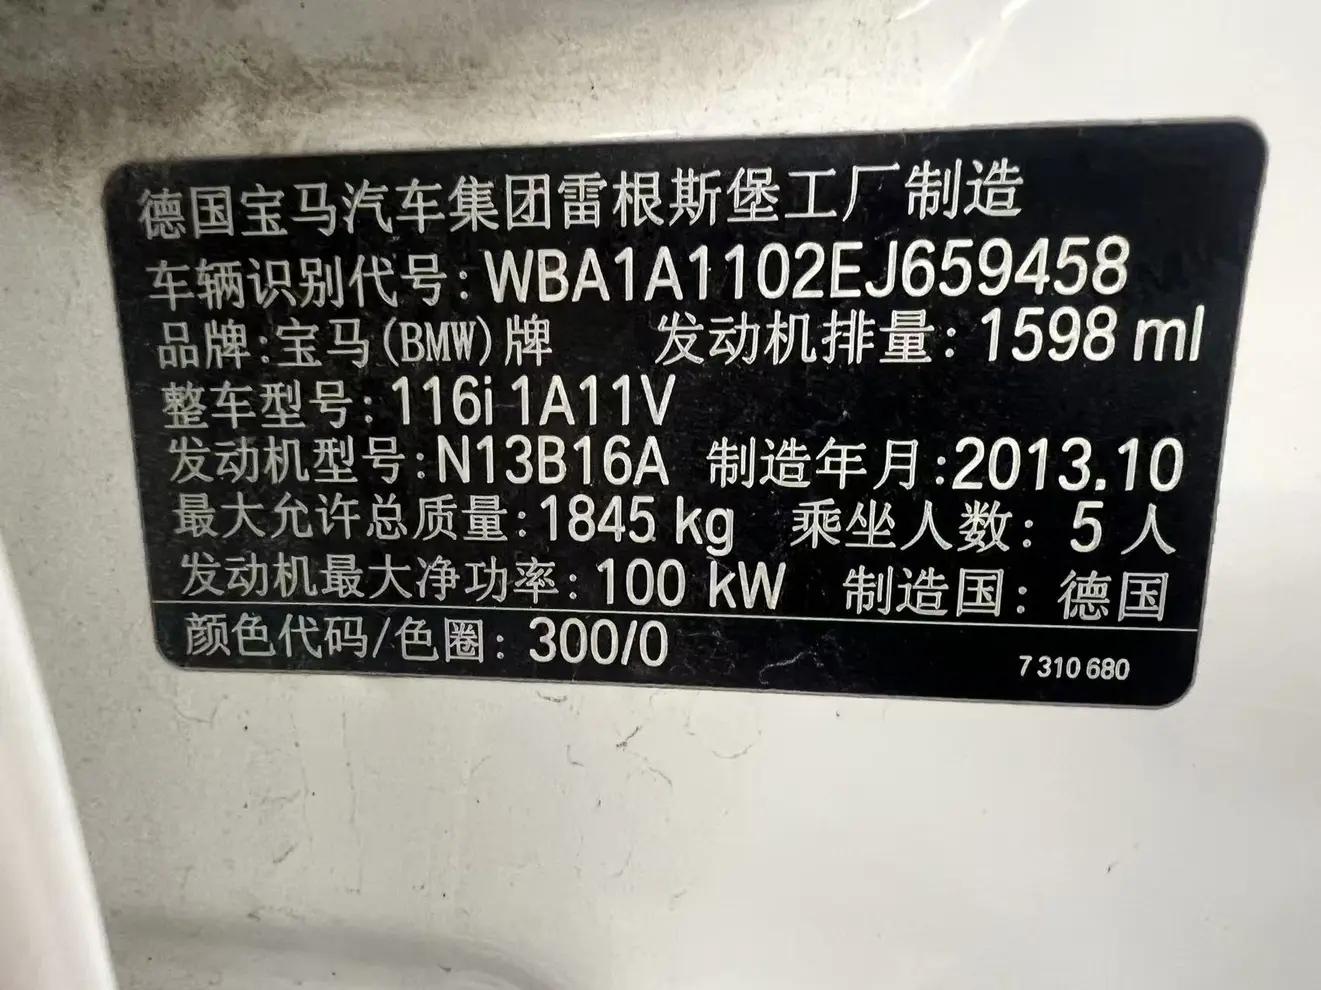 德国宝马汽车集团雷根斯堡工厂制造
车辆识别代号:WBA1A1102EJ659458
品牌:宝马(BMW)牌 发动机排量:1598 ml
整车型号:116i 1A11V
发动机型号:N13B16A 制造年月:2013.10
最大允许总质量:1845 kg 乘坐人数:5 人
发动机最大净功率:100 kW 制造国:德国
颜色代码/色圈:300/0
7 310 680